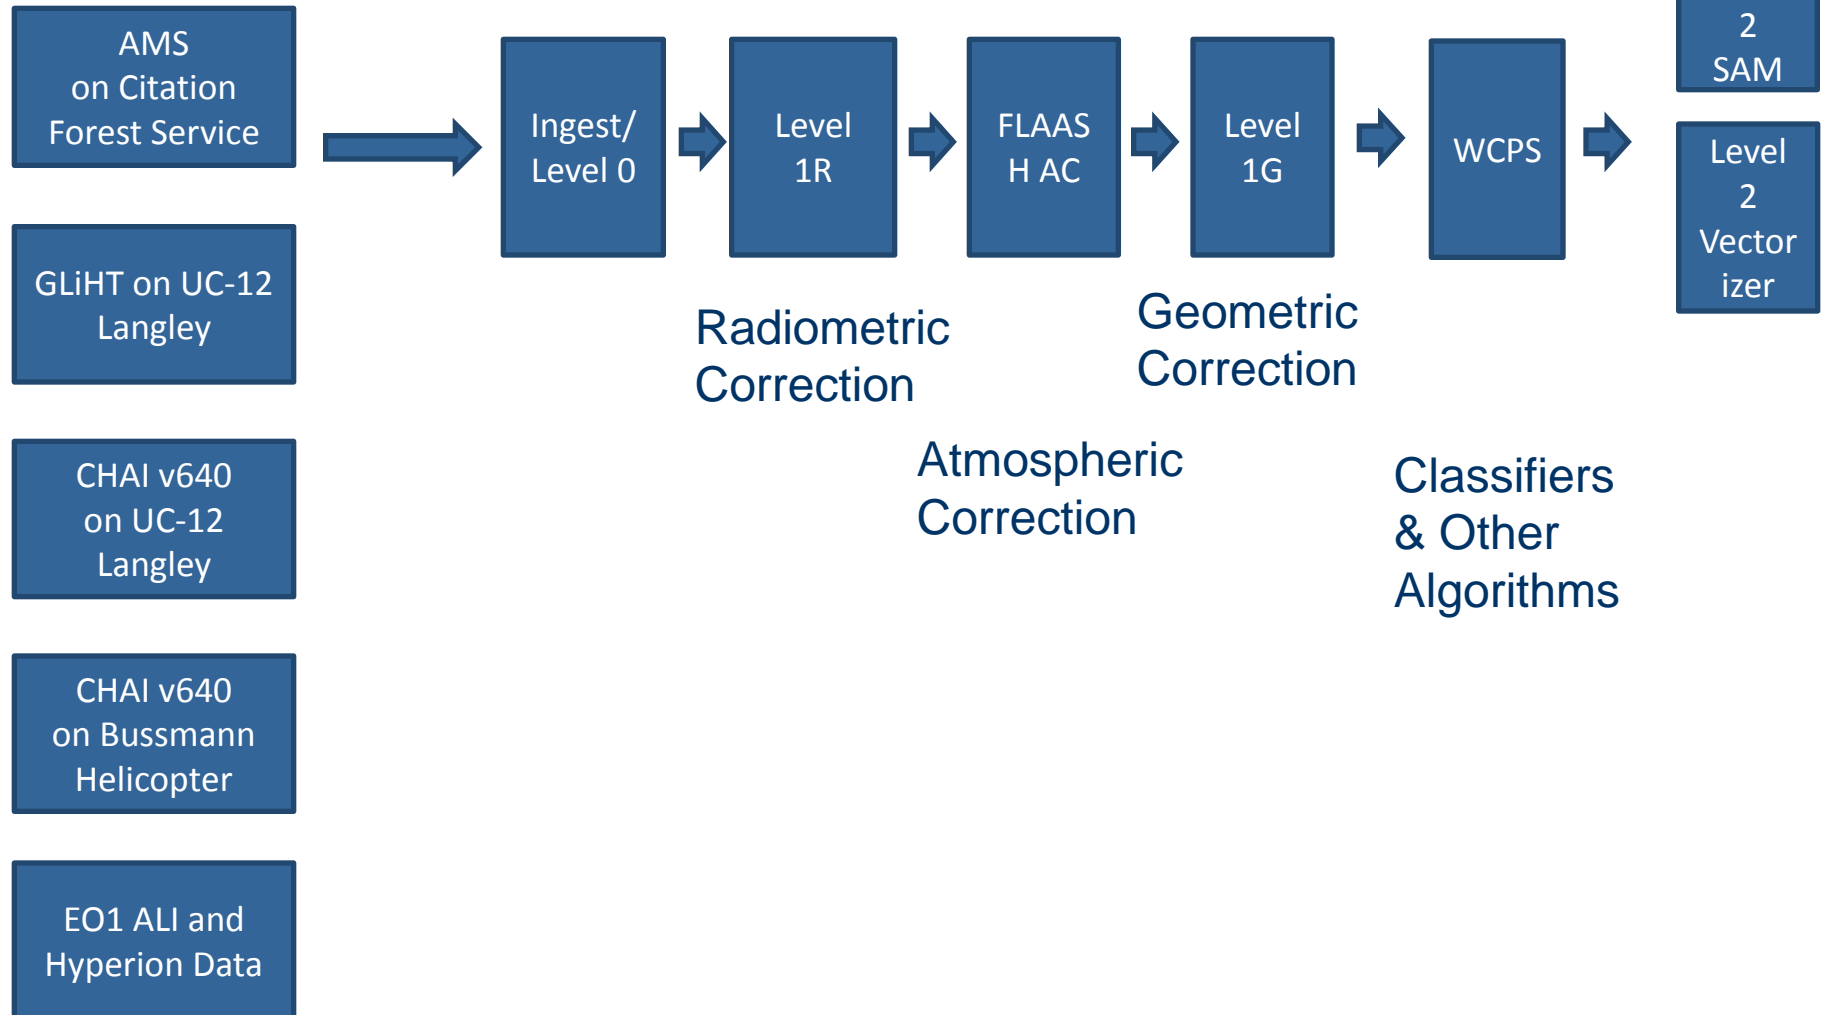 AMS
on Citation
Forest Service
GLiHT on UC-12
Langley
CHAI v640
on UC-12
Langley
CHAI v640
on Bussmann
Helicopter
EO1 ALI and
Hyperion Data
Ingest/
Level 0
Level
1R
FLAAS
H AC
Level
1G
WCPS
2
SAM
Level
2
Vector
izer
Radiometric
Correction
Atmospheric
Correction
Geometric
Correction
Classifiers
& Other
Algorithms